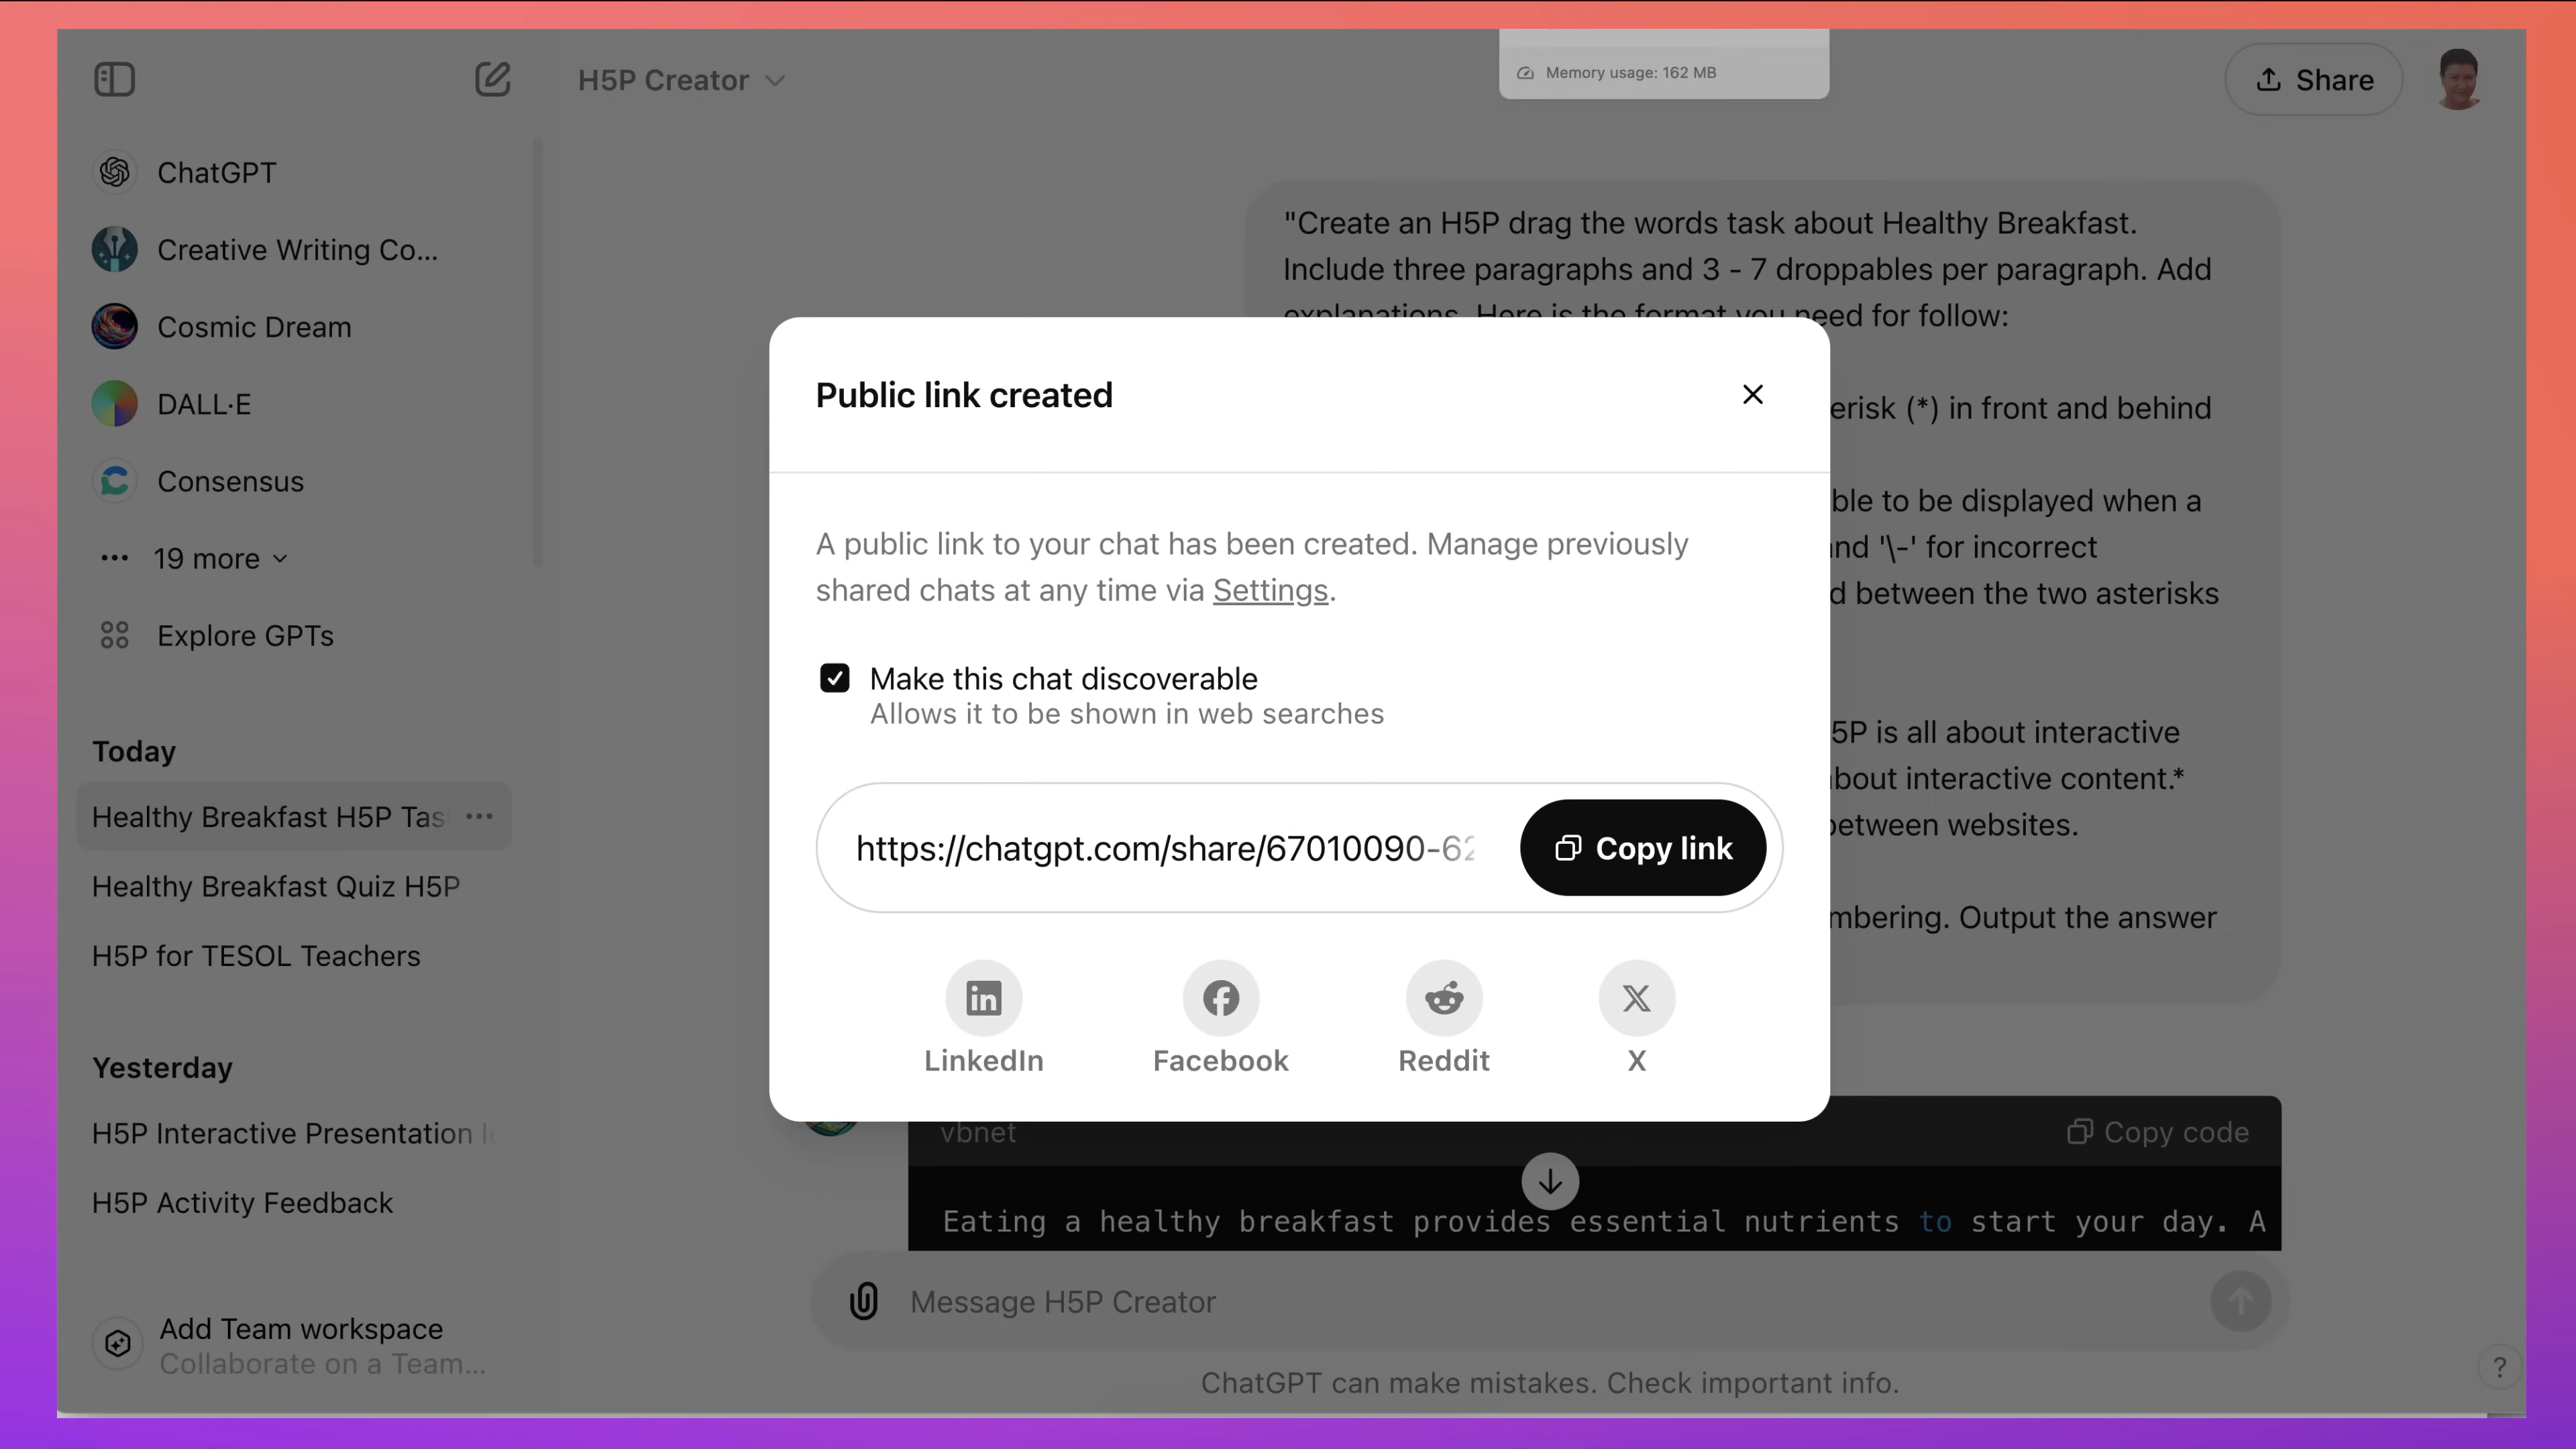 H5P Creator
Memory usage: 162 MB
Share
ChatGPT
Creative Writing Co...
Cosmic Dream
DALL·E
Consensus
19 more
Explore GPTs
Today
Healthy Breakfast H5P Tas
Healthy Breakfast Quiz H5P
H5P for TESOL Teachers
Yesterday
H5P Interactive Presentation
H5P Activity Feedback
Add Team workspace
Collaborate on a Team...
"Create an H5P drag the words task about Healthy Breakfast.
Include three paragraphs and 3 - 7 droppables per paragraph. Add
explanations. Here is the format you need for follow:
erisk (*) in front and behind
ble to be displayed when a
nd '\-' for incorrect
d between the two asterisks
5P is all about interactive
bout interactive content.*
between websites.
mbering. Output the answer
Public link created
A public link to your chat has been created. Manage previously
shared chats at any time via Settings.
Make this chat discoverable
Allows it to be shown in web searches
https://chatgpt.com/share/67010090-62
Copy link
LinkedIn
Facebook
Reddit
X
vbnet
Copy code
Eating a healthy breakfast provides essential nutrients to start your day. A
Message H5P Creator
ChatGPT can make mistakes. Check important info.
?